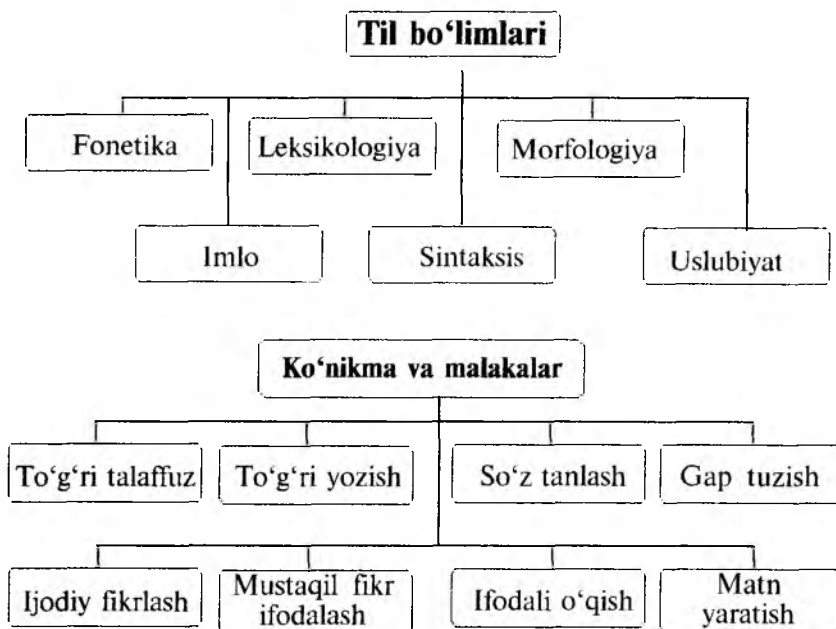 Til bo‘limlari
Fonetika
Leksikologiya
Morfologiya
Imlo
Sintaksis
Uslubiyat
Ko‘nikma va malakalar
To‘g‘ri talaffuz
To‘g‘ri yozish
So‘z tanlash
Gap tuzish
Ijodiy fikrlash
Mustaqil fikr
ifodalash
Ifodali o‘qish
Matn
yaratish